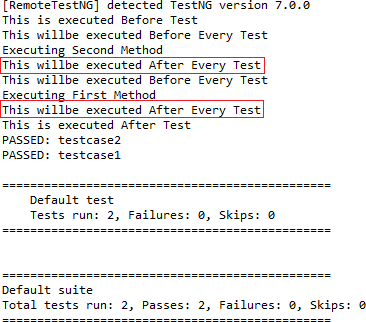 [RemoteTestNG] detected TestNG version 7.0.0
This is executed Before Test
This willbe executed Before Every Test
Executing Second Method
This willbe executed After Every Test
This willbe executed Before Every Test
Executing First Method
This willbe executed After Every Test
This is executed After Test
PASSED: testcase2
PASSED: testcase1
===============================================
Default test
Tests run: 2, Failures: 0, Skips: 0
===============================================
===============================================
Default suite
Total tests run: 2, Passes: 2, Failures: 0, Skips: 0
===============================================